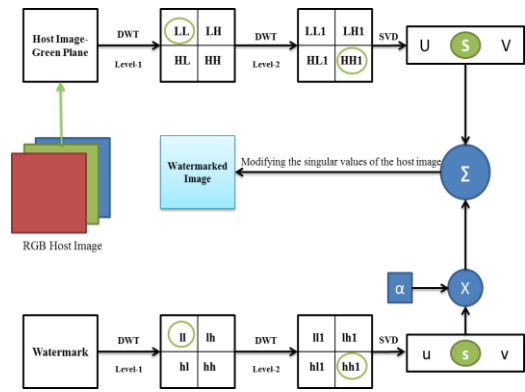 Host Image-
Green Plane
DWT
Level-1
LL LH
HL HH
DWT
Level-2
LL1 LH1
HL1 HH1
SVD
U S V
RGB Host Image
Watermarked
Image
Modifying the singular values of the host image
Σ
α
X
Watermark
DWT
Level-1
ll lh
hl hh
DWT
Level-2
ll1 lh1
hl1 hh1
SVD
u s v